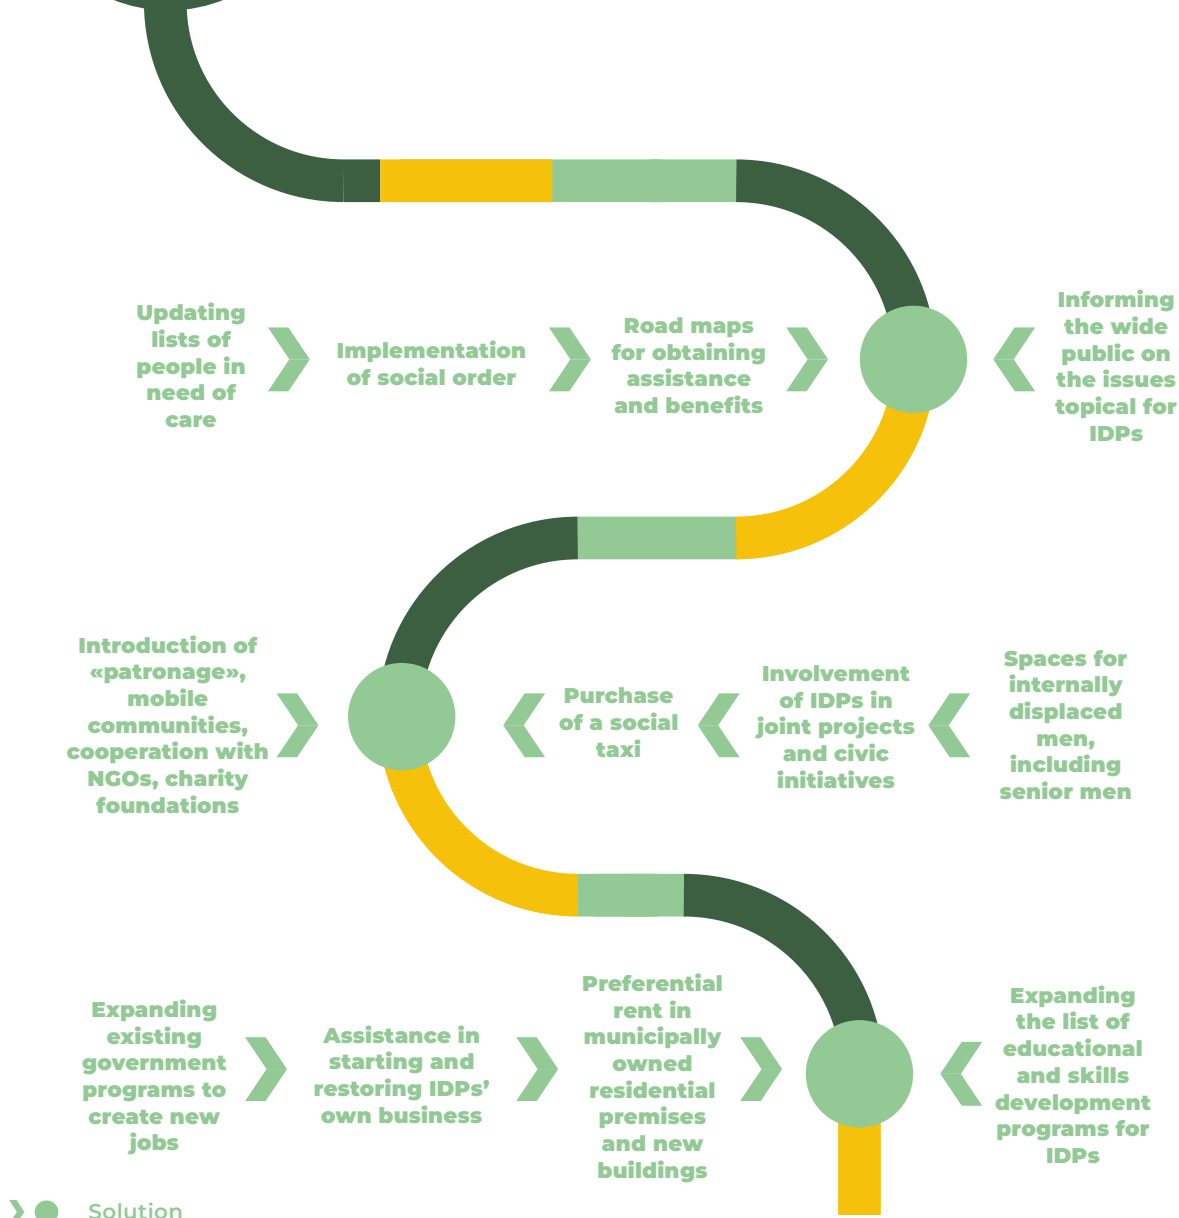 Updating
lists of
people in
need of
care
Implementation
of social order
Road maps
for obtaining
assistance
and benefits
Informing
the wide
public on
the issues
topical for
IDPs
Introduction of
«patronage»,
mobile
communities,
cooperation with
NGOs, charity
foundations
Purchase
of a social
taxi
Involvement
of IDPs in
joint projects
and civic
initiatives
Spaces for
internally
displaced
men,
including
senior men
Expanding
existing
government
programs to
create new
jobs
Assistance in
starting and
restoring IDPs’
own business
Preferential
rent in
municipally
owned
residential
premises
and new
buildings
Expanding
the list of
educational
and skills
development
programs for
IDPs
Solution